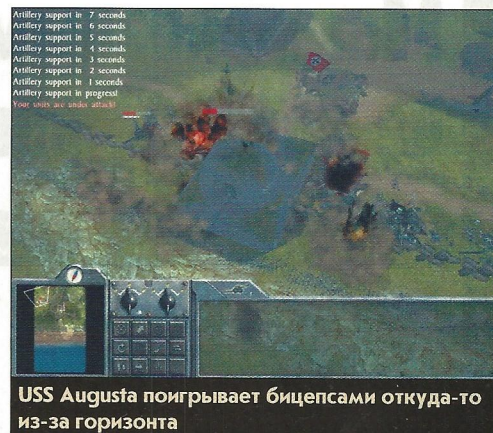 Artillery support in 7 seconds
Artillery support in 6 seconds
Artillery support in 5 seconds
Artillery support in 4 seconds
Artillery support in 3 seconds
Artillery support in 2 seconds
Artillery support in 1 seconds
Artillery support in progress!
Your units are under attack!
USS Augusta поигрывает бицепсами откуда-то
из-за горизонта